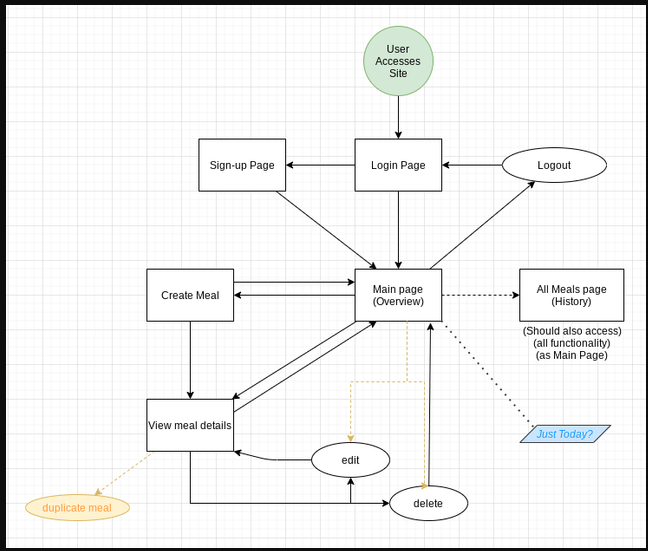 User
Accesses
Site
Sign-up Page
Login Page
Logout
Create Meal
Main page
(Overview)
All Meals page
(History)
(Should also access)
(all functionality)
(as Main Page)
View meal details
Just Today?
edit
duplicate meal
delete